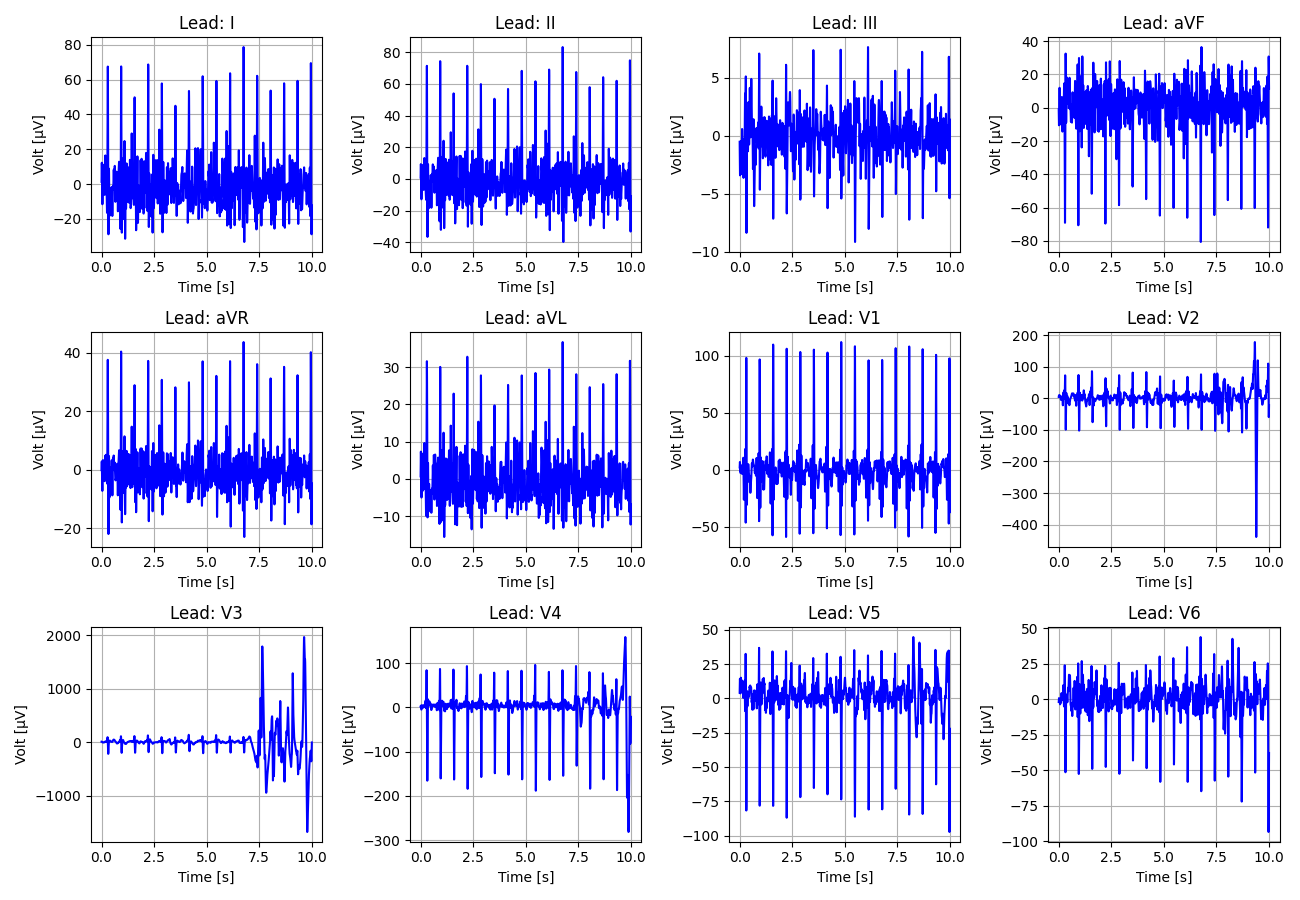 Lead: I
Lead: II
Lead: III
Lead: aVF
Volt [µV]
80
60
40
20
0
−20
0.0 2.5 5.0 7.5 10.0
Time [s]
Volt [µV]
80
60
40
20
0
−20
−40
0.0 2.5 5.0 7.5 10.0
Time [s]
Volt [µV]
5
0
−5
−10
0.0 2.5 5.0 7.5 10.0
Time [s]
Volt [µV]
40
20
0
−20
−40
−60
−80
0.0 2.5 5.0 7.5 10.0
Time [s]
Lead: aVR
Lead: aVL
Lead: V1
Lead: V2
Volt [µV]
40
20
0
−20
0.0 2.5 5.0 7.5 10.0
Time [s]
Volt [µV]
30
20
10
0
−10
0.0 2.5 5.0 7.5 10.0
Time [s]
Volt [µV]
100
50
0
−50
0.0 2.5 5.0 7.5 10.0
Time [s]
Volt [µV]
200
100
0
−100
−200
−300
−400
0.0 2.5 5.0 7.5 10.0
Time [s]
Lead: V3
Lead: V4
Lead: V5
Lead: V6
Volt [µV]
2000
1000
0
−1000
0.0 2.5 5.0 7.5 10.0
Time [s]
Volt [µV]
100
0
−100
−200
−300
0.0 2.5 5.0 7.5 10.0
Time [s]
Volt [µV]
50
25
0
−25
−50
−75
−100
0.0 2.5 5.0 7.5 10.0
Time [s]
Volt [µV]
50
25
0
−25
−50
−75
−100
0.0 2.5 5.0 7.5 10.0
Time [s]